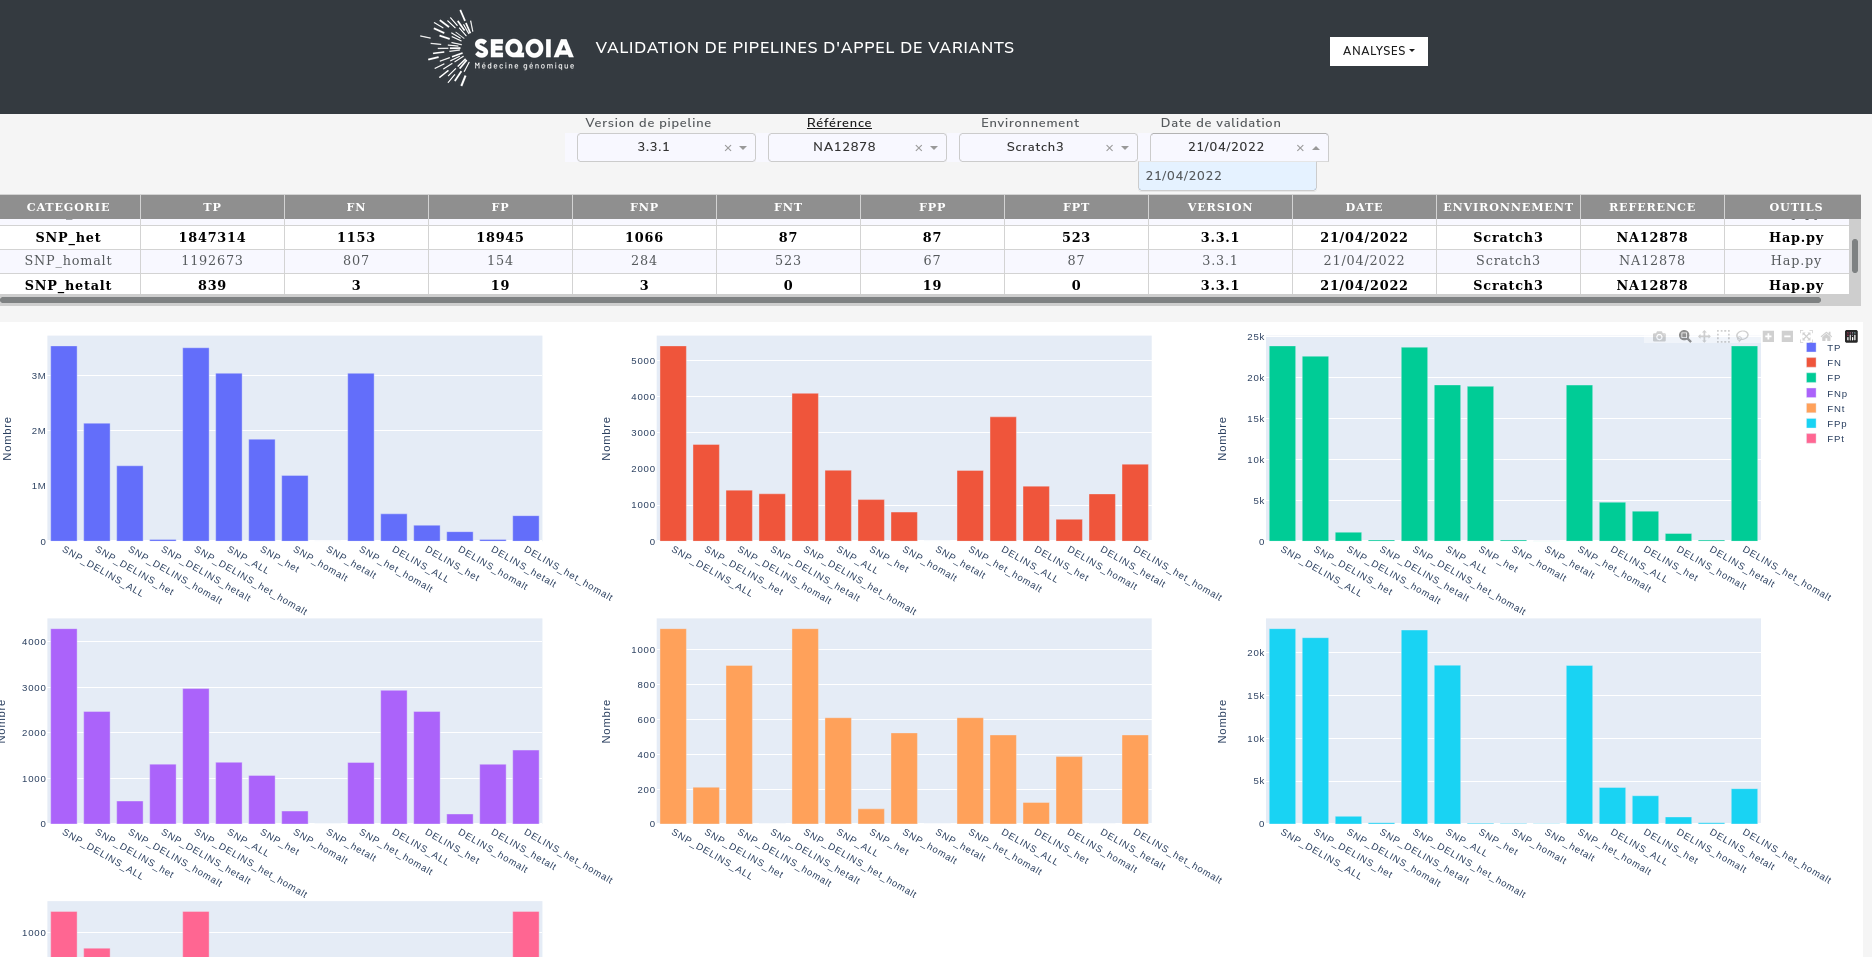 SEQOIA
Médecine génomique
VALIDATION DE PIPELINES D'APPEL DE VARIANTS
ANALYSES
Version de pipeline Référence Environnement Date de validation
3.3.1 × NA12878 × Scratch3 × 21/04/2022 ×
21/04/2022
CATEGORIE TP FN FP FNP FNT FPP FPT VERSION DATE ENVIRONNEMENT REFERENCE OUTILS
SNP_het 1847314 1153 18945 1066 87 87 523 3.3.1 21/04/2022 Scratch3 NA12878 Hap.py
SNP_homalt 1192673 807 154 284 523 67 87 3.3.1 21/04/2022 Scratch3 NA12878 Hap.py
SNP_hetalt 839 3 19 3 0 19 0 3.3.1 21/04/2022 Scratch3 NA12878 Hap.py
Nombre
3M
2M
1M
0
SNP_DELINS_ALL
SNP_DELINS_het
SNP_DELINS_homalt
SNP_DELINS_hetalt
SNP_DELINS_het_homalt
SNP_ALL
SNP_het
SNP_homalt
SNP_hetalt
SNP_het_homalt
DELINS_ALL
DELINS_het
DELINS_homalt
DELINS_hetalt
DELINS_het_homalt
Nombre
5000
4000
3000
2000
1000
0
SNP_DELINS_ALL
SNP_DELINS_het
SNP_DELINS_homalt
SNP_DELINS_hetalt
SNP_DELINS_het_homalt
SNP_ALL
SNP_het
SNP_homalt
SNP_hetalt
SNP_het_homalt
DELINS_ALL
DELINS_het
DELINS_homalt
DELINS_hetalt
DELINS_het_homalt
Nombre
25k
20k
15k
10k
5k
0
SNP_DELINS_ALL
SNP_DELINS_het
SNP_DELINS_homalt
SNP_DELINS_hetalt
SNP_DELINS_het_homalt
SNP_ALL
SNP_het
SNP_homalt
SNP_hetalt
SNP_het_homalt
DELINS_ALL
DELINS_het
DELINS_homalt
DELINS_hetalt
DELINS_het_homalt
TP
FN
FP
FNp
FNt
FPp
FPt
Nombre
4000
3000
2000
1000
0
SNP_DELINS_ALL
SNP_DELINS_het
SNP_DELINS_homalt
SNP_DELINS_hetalt
SNP_DELINS_het_homalt
SNP_ALL
SNP_het
SNP_homalt
SNP_hetalt
SNP_het_homalt
DELINS_ALL
DELINS_het
DELINS_homalt
DELINS_hetalt
DELINS_het_homalt
Nombre
1000
800
600
400
200
0
SNP_DELINS_ALL
SNP_DELINS_het
SNP_DELINS_homalt
SNP_DELINS_hetalt
SNP_DELINS_het_homalt
SNP_ALL
SNP_het
SNP_homalt
SNP_hetalt
SNP_het_homalt
DELINS_ALL
DELINS_het
DELINS_homalt
DELINS_hetalt
DELINS_het_homalt
Nombre
20k
15k
10k
5k
0
SNP_DELINS_ALL
SNP_DELINS_het
SNP_DELINS_homalt
SNP_DELINS_hetalt
SNP_DELINS_het_homalt
SNP_ALL
SNP_het
SNP_homalt
SNP_hetalt
SNP_het_homalt
DELINS_ALL
DELINS_het
DELINS_homalt
DELINS_hetalt
DELINS_het_homalt
1000